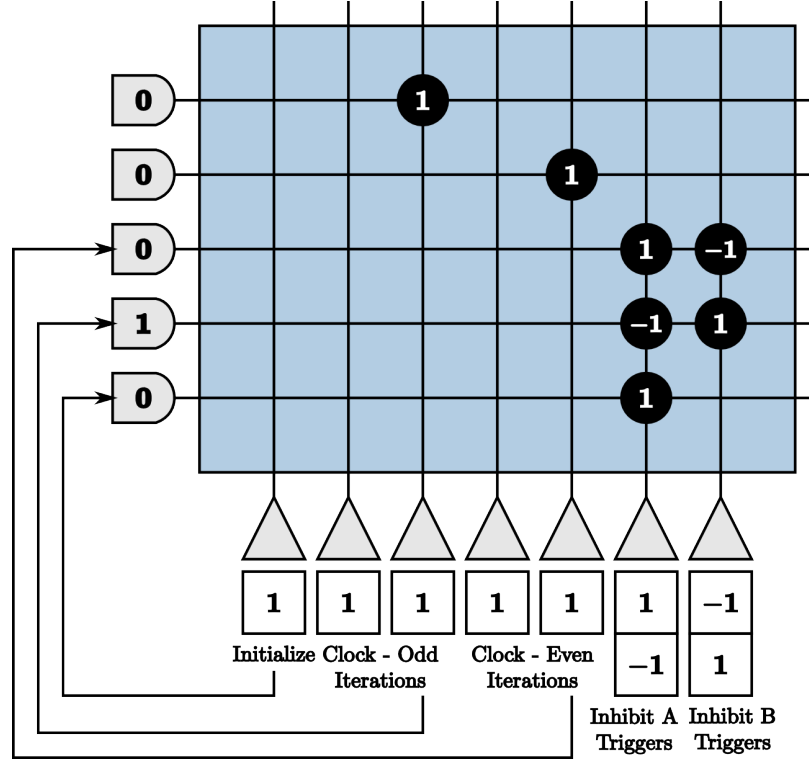 0
1
0
1
0
1
−1
1
−1
1
0
1
1
1
1
1
1
1
−1
Initialize
Clock - Odd
Iterations
Clock - Even
Iterations
−1
1
Inhibit A
Triggers
Inhibit B
Triggers